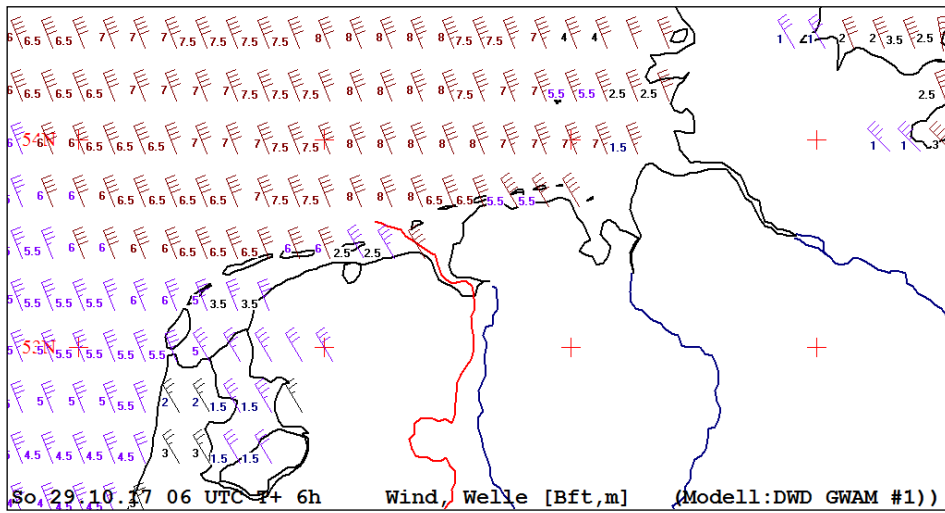 6 6.5 6.5 7 7 7 7.5 7.5 7.5 7.5 8 8 8 8 8 7.5 7.5 7 4 4 1 1 2 2 3.5 2.5
6.5 6.5 6.5 7 7 7 7 7.5 7.5 7.5 8 8 8 8 7.5 7 7 5.5 5.5 2.5 2.5 2.5
6 54N 6 6.5 6.5 6.5 7 7 7 7.5 7.5 8 8 8 8 8 7 7 7 7 1.5 1 1 3
6 6 6 6.5 6.5 6.5 6.5 7 7.5 7.5 8 8 8 6.5 6.5 5.5 5.5
5.5 5.5 6 6 6 6.5 6.5 6.5 6 6 2.5 2.5
5.5 5.5 5.5 6 6 5 3.5 3.5
5 53N 5.5 5.5 5.5 5.5 5
5 5 5 5.5 2 2 1.5 1.5
4.5 4.5 4.5 4.5 3 3 1.5 1.5
So 29.10.17 06 UTC T+ 6h Wind, Welle [Bft,m] (Modell:DWD GWAM #1))